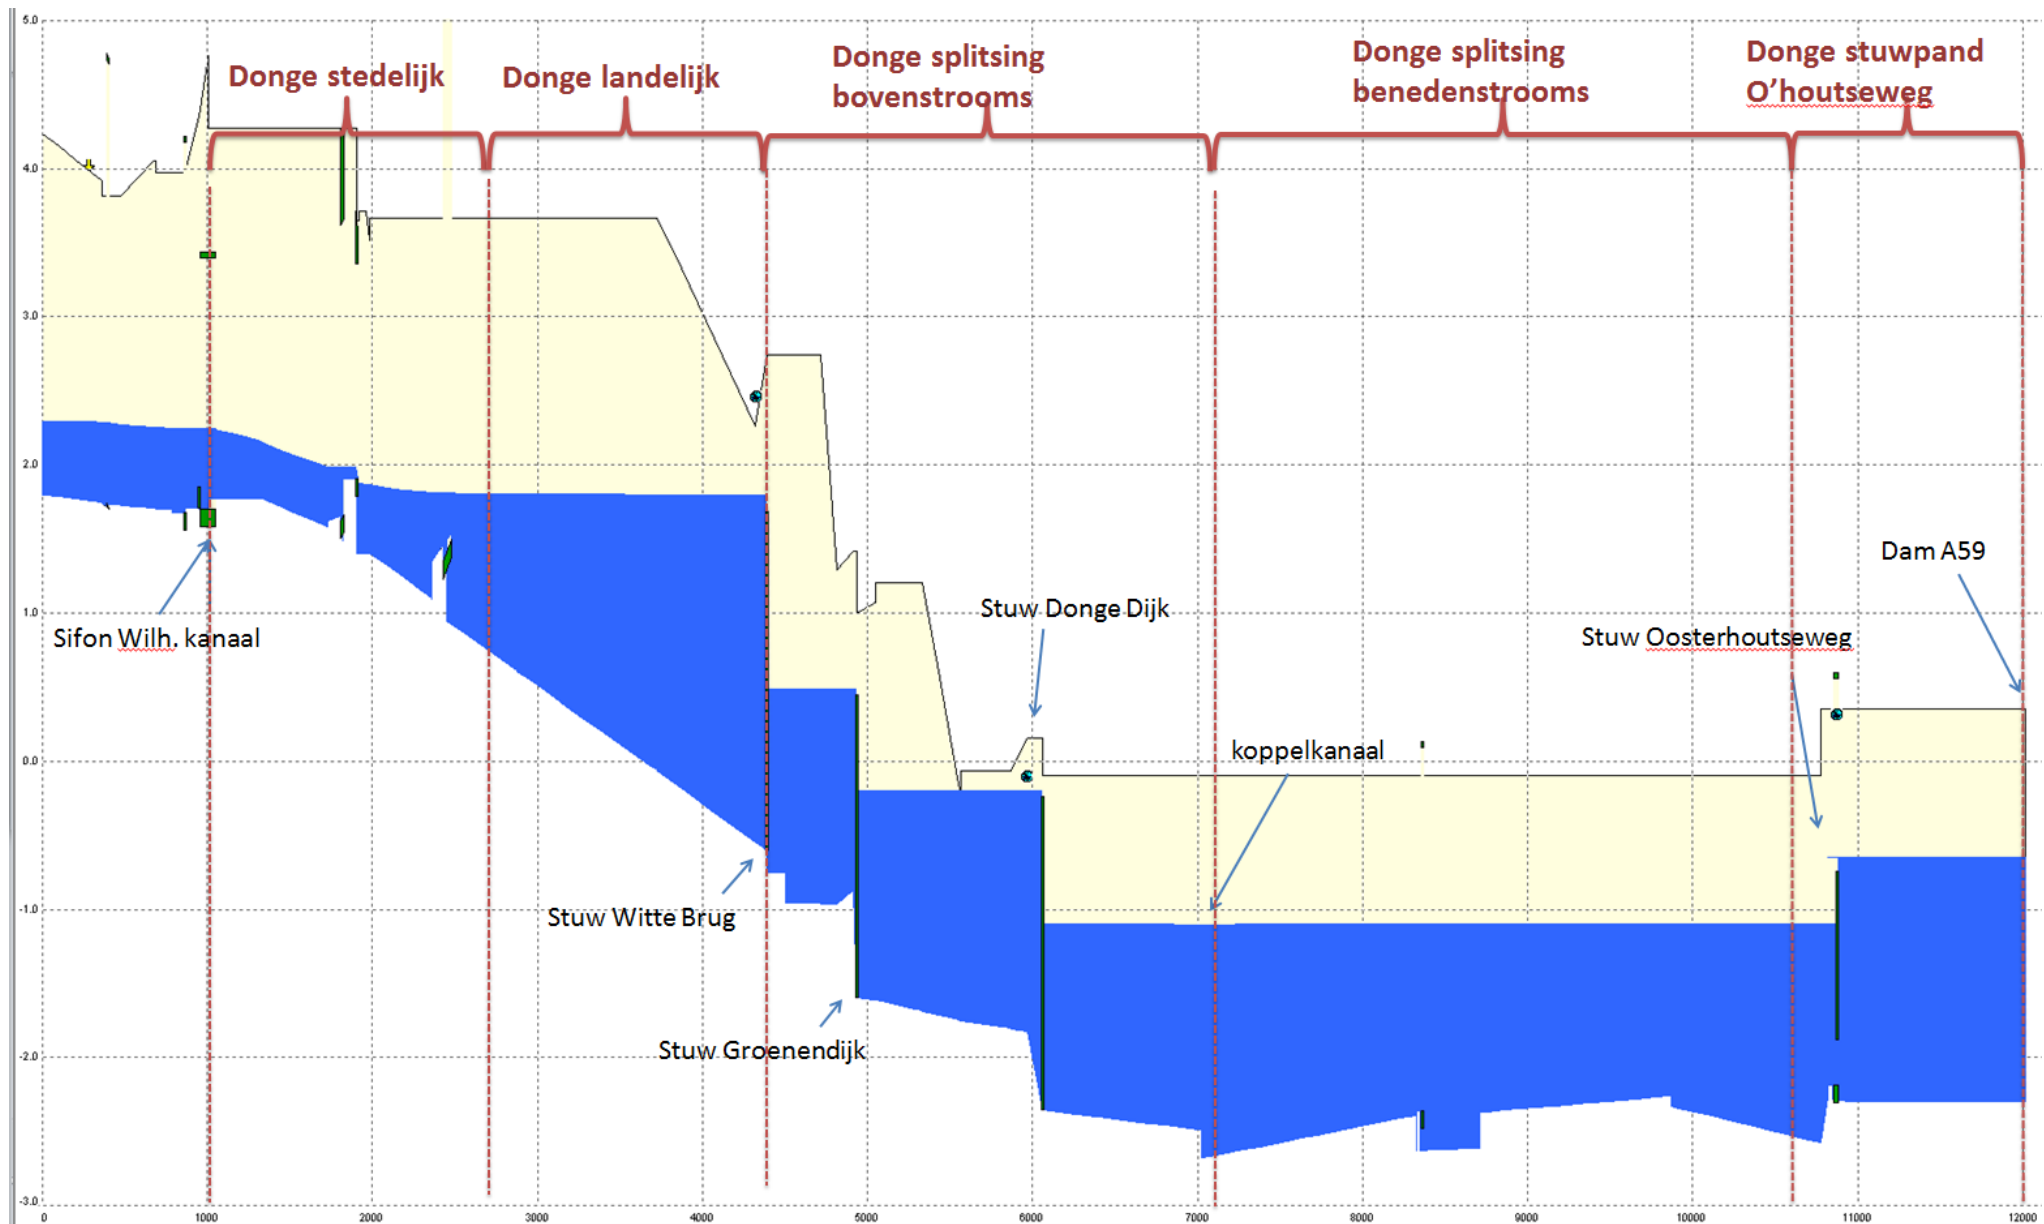 5.0
Donge stedelijk
Donge landelijk
Donge splitsing
bovenstrooms
Donge splitsing
benedenstrooms
Donge stuwpand
O'houtseweg
4.0
3.0
2.0
1.0
0.0
-1.0
-2.0
-3.0
Sifon Wilh. kanaal
Stuw Witte Brug
Stuw Groenendijk
Stuw Donge Dijk
koppelkanaal
Stuw Oosterhoutseweg
Dam A59
0 1000 2000 3000 4000 5000 6000 7000 8000 9000 10000 11000 12000